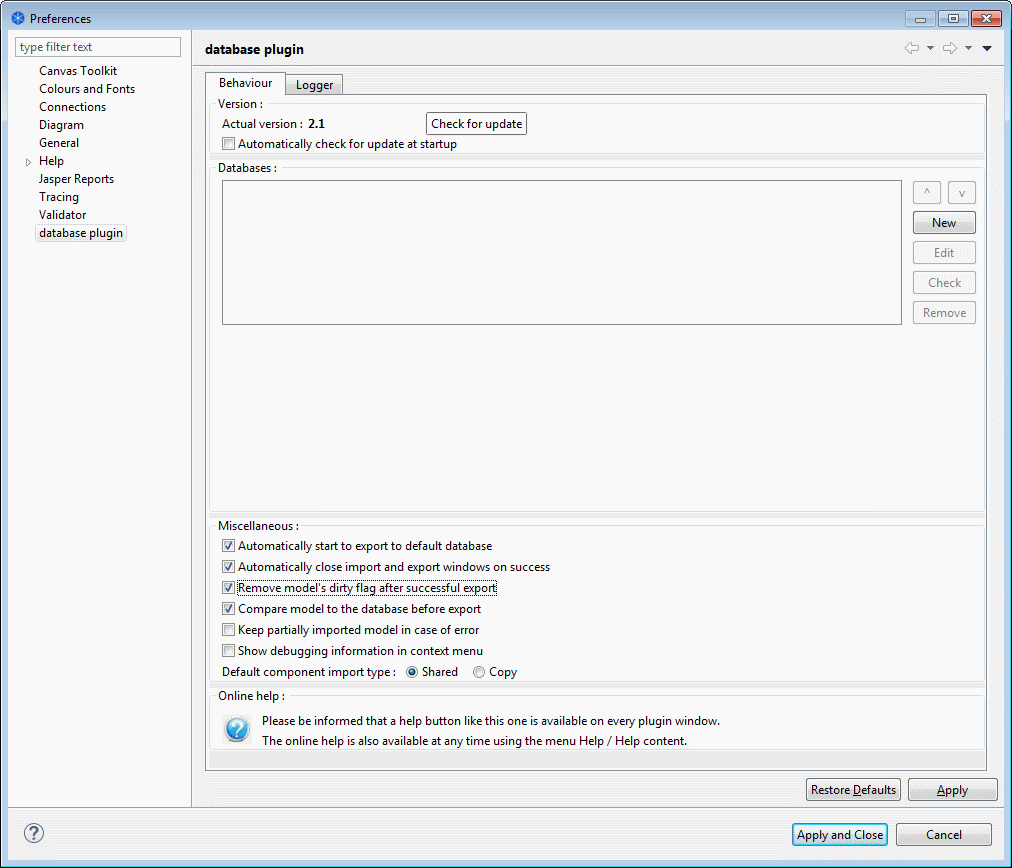 Preferences
type filter text
Canvas Toolkit
Colours and Fonts
Connections
Diagram
General
Help
Jasper Reports
Tracing
Validator
database plugin
database plugin
Behaviour
Logger
Version :
Actual version : 2.1
Check for update
Automatically check for update at startup
Databases :
^
v
New
Edit
Check
Remove
Miscellaneous :
Automatically start to export to default database
Automatically close import and export windows on success
Remove model's dirty flag after successful export
Compare model to the database before export
Keep partially imported model in case of error
Show debugging information in context menu
Default component import type : Shared Copy
Online help :
Please be informed that a help button like this one is available on every plugin window.
The online help is also available at any time using the menu Help / Help content.
Restore Defaults
Apply
?
Apply and Close
Cancel